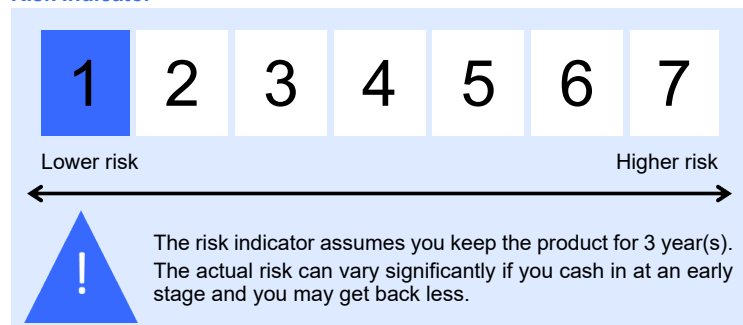 Risk Indicator
1 2 3 4 5 6 7
Lower risk Higher risk
!
The risk indicator assumes you keep the product for 3 year(s).
The actual risk can vary significantly if you cash in at an early
stage and you may get back less.